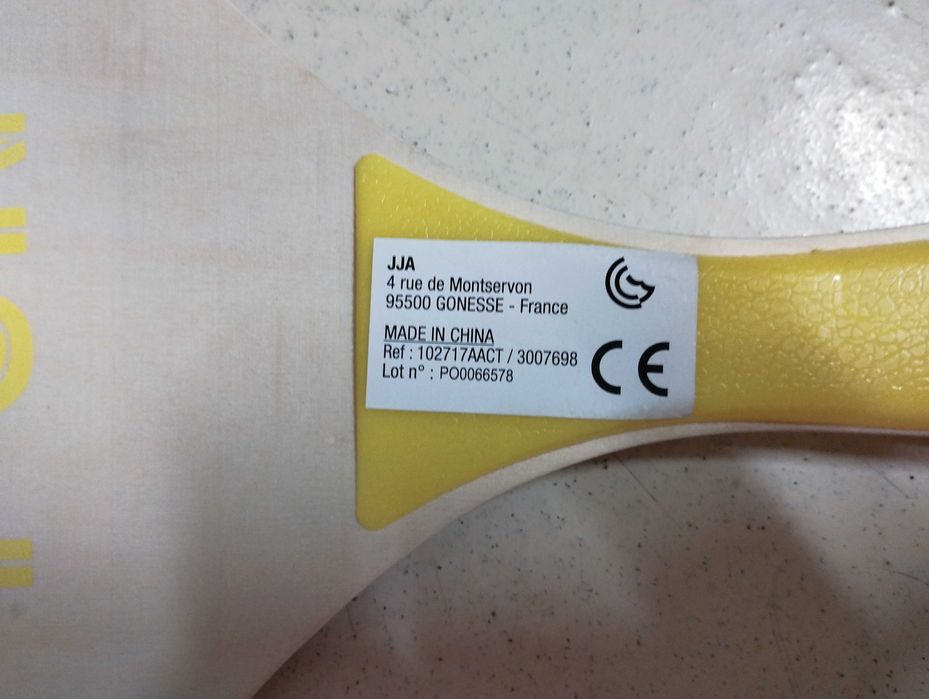 JJA
4 rue de Montservon
95500 GONESSE - France
MADE IN CHINA
Ref : 102717AACT / 3007698
Lot n° : PO0066578
CE